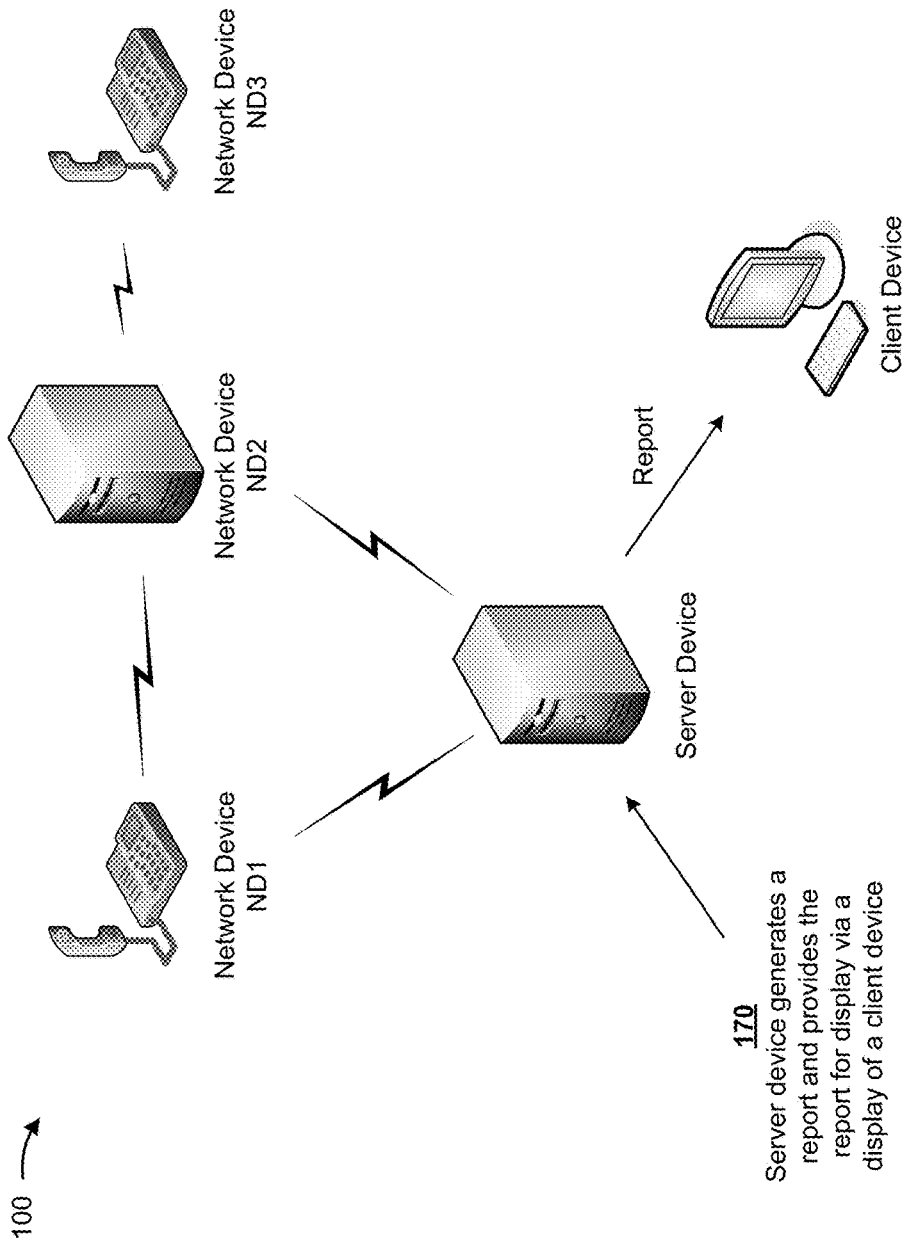 100
Network Device
ND1
Network Device
ND2
Network Device
ND3
Server Device
Report
Client Device
170
Server device generates a
report and provides the
report for display via a
display of a client device